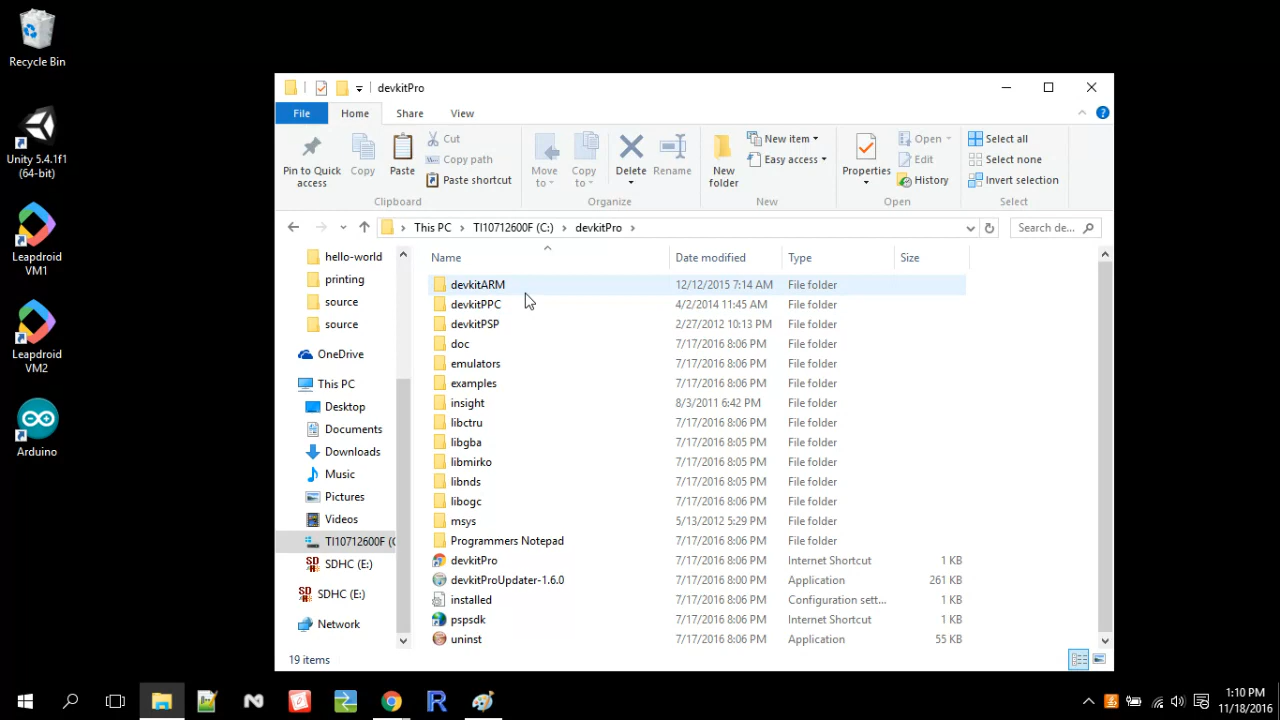 Recycle Bin
Unity 5.4.1f1
(64-bit)
Leapdroid
VM1
Leapdroid
VM2
Arduino
devkitPro
File Home Share View
Pin to Quick
access
Copy
Paste
Cut
Copy path
Paste shortcut
Clipboard
Move
to
Copy
to
Delete
Rename
Organize
New
folder
New item
Easy access
New
Properties
Open
Edit
History
Open
Select all
Select none
Invert selection
Select
This PC > TI10712600F (C:) > devkitPro >
Search de...
hello-world
printing
source
source
OneDrive
This PC
Desktop
Documents
Downloads
Music
Pictures
Videos
TI10712600F (C
SDHC (E:)
SDHC (E:)
Network
Name Date modified Type Size
devkitARM 12/12/2015 7:14 AM File folder
devkitPPC 4/2/2014 11:45 AM File folder
devkitPSP 2/27/2012 10:13 PM File folder
doc 7/17/2016 8:06 PM File folder
emulators 7/17/2016 8:06 PM File folder
examples 7/17/2016 8:06 PM File folder
insight 8/3/2011 6:42 PM File folder
libctru 7/17/2016 8:06 PM File folder
libgba 7/17/2016 8:05 PM File folder
libmirko 7/17/2016 8:05 PM File folder
libnds 7/17/2016 8:05 PM File folder
libogc 7/17/2016 8:06 PM File folder
msys 5/13/2012 5:29 PM File folder
Programmers Notepad 7/17/2016 8:06 PM File folder
devkitPro 7/17/2016 8:06 PM Internet Shortcut 1 KB
devkitProUpdater-1.6.0 7/17/2016 8:00 PM Application 261 KB
installed 7/17/2016 8:06 PM Configuration sett... 1 KB
pspsdk 7/17/2016 8:06 PM Internet Shortcut 1 KB
uninst 7/17/2016 8:06 PM Application 55 KB
19 items
1:10 PM
11/18/2016